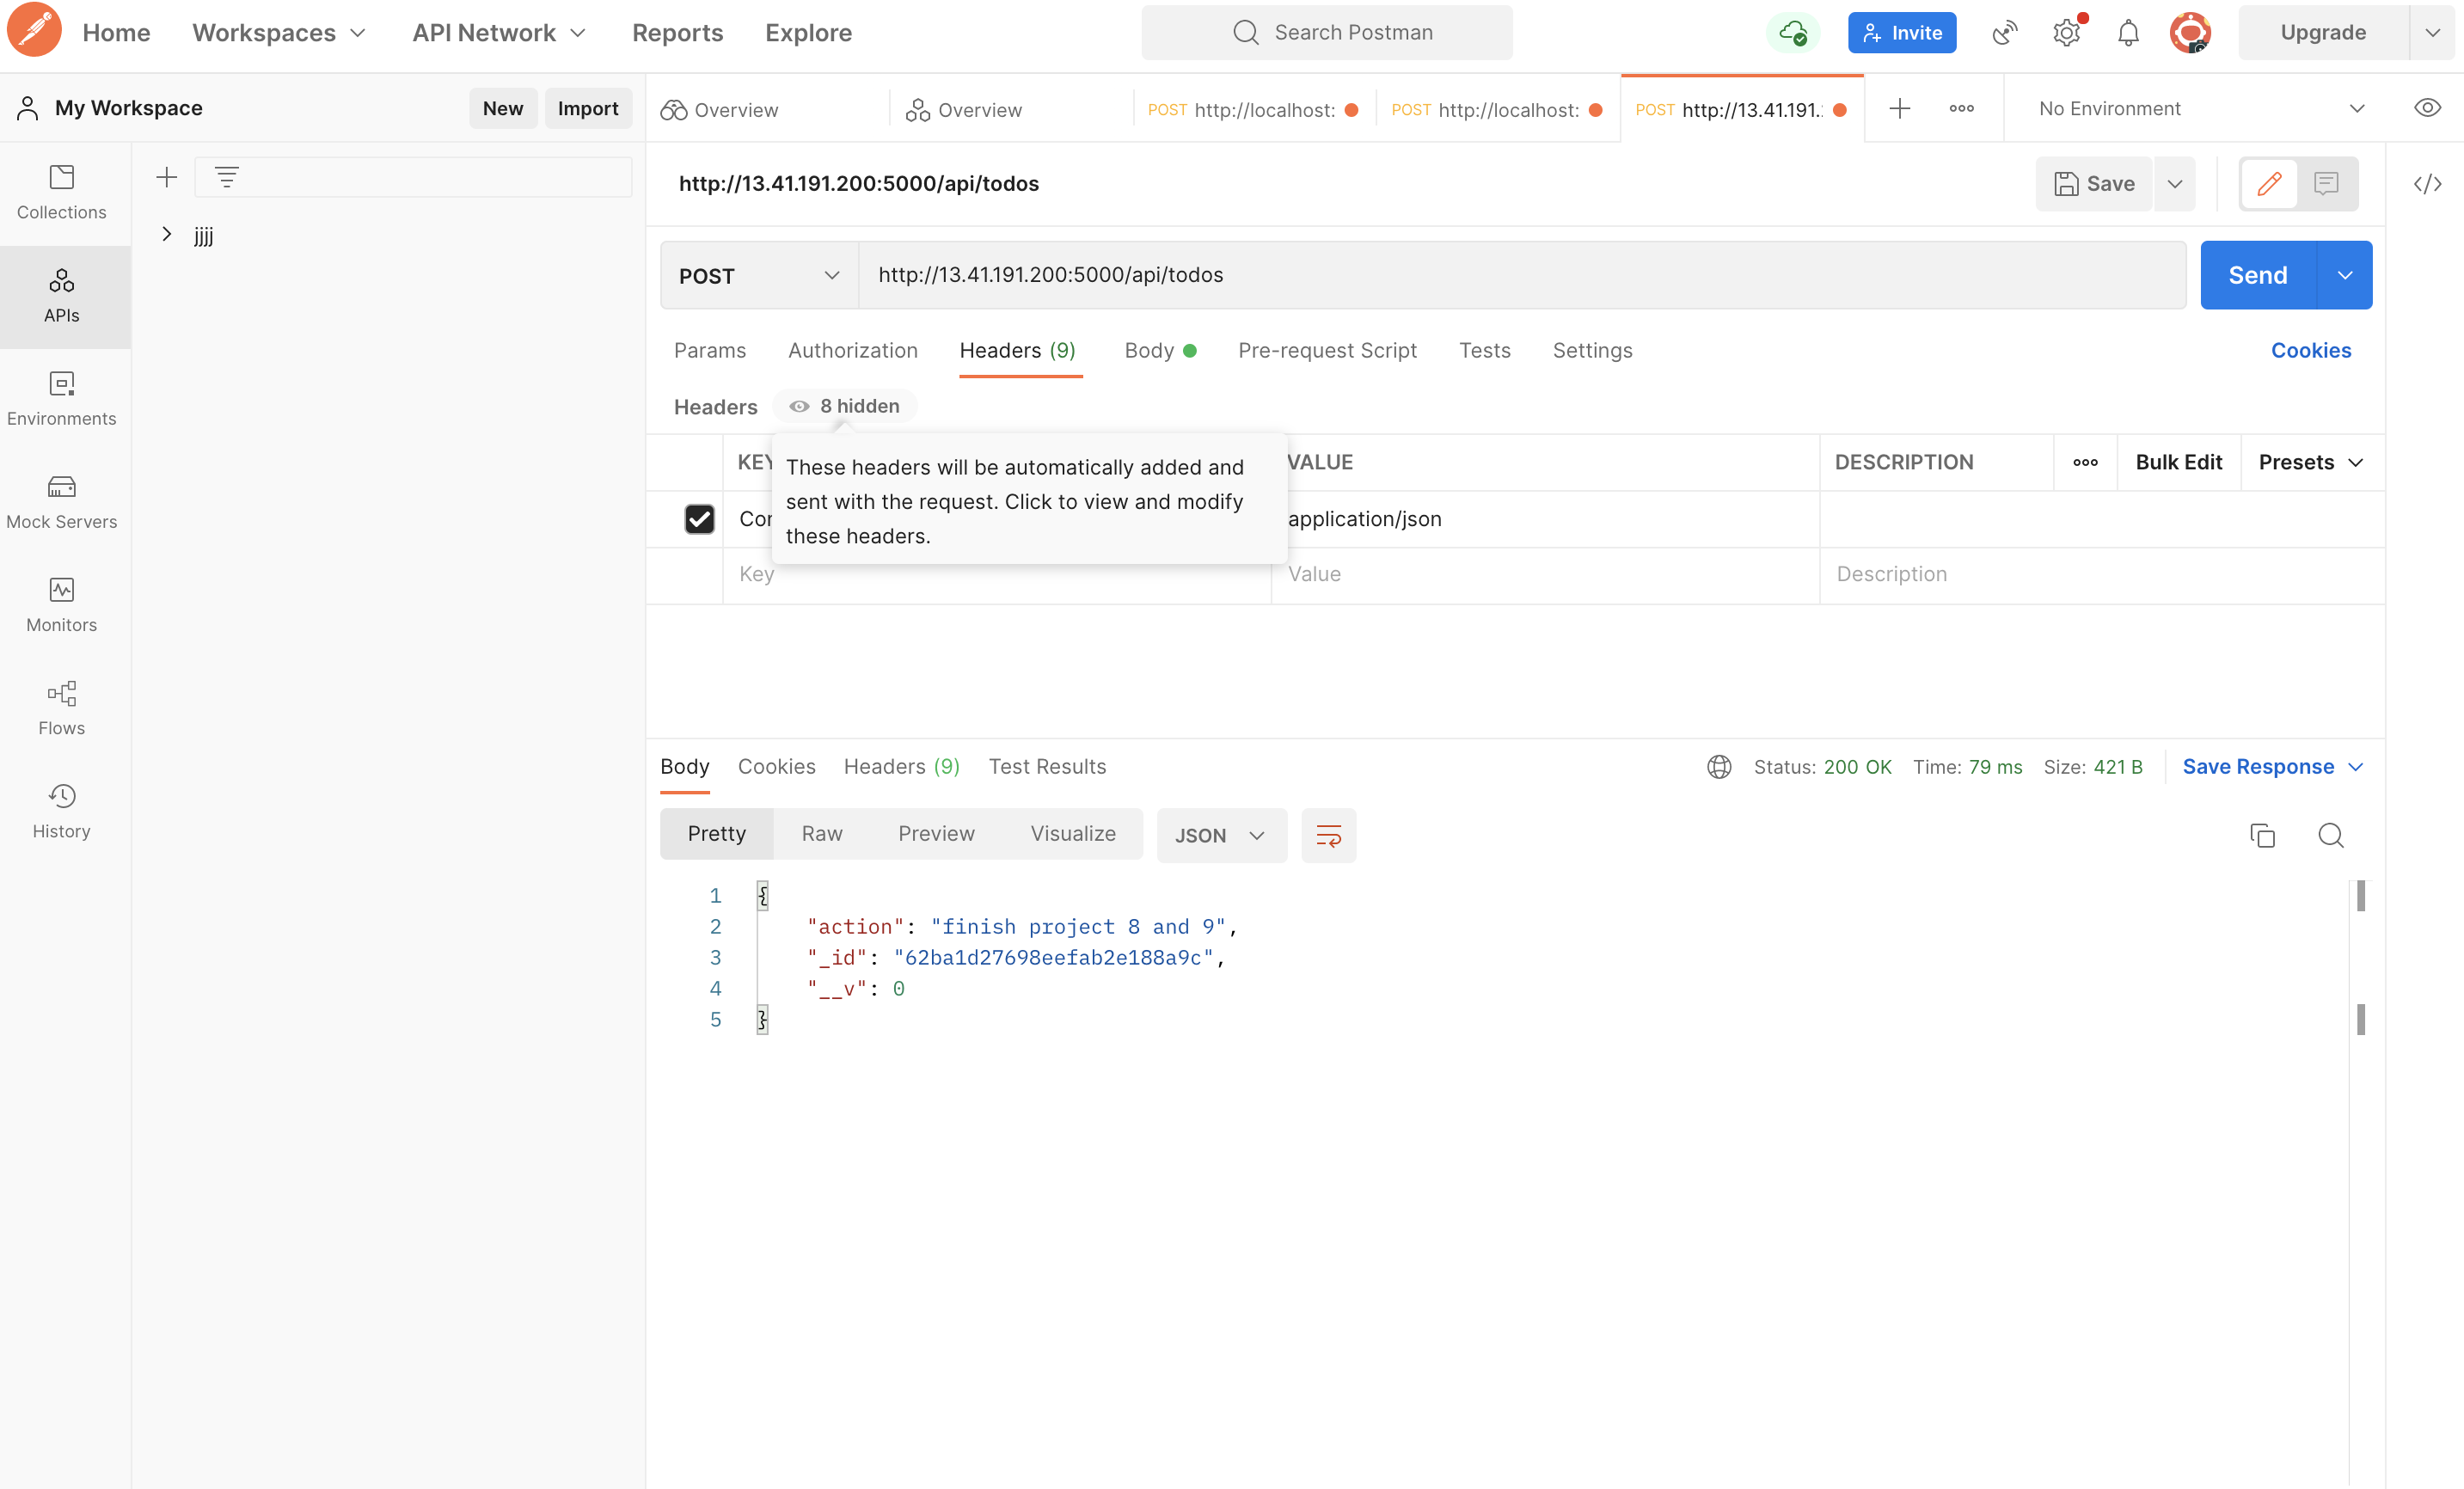 Home Workspaces API Network Reports Explore Search Postman Invite Upgrade
My Workspace New Import Overview Overview POST http://localhost: POST http://localhost: POST http://13.41.191. No Environment
Collections
APIs
Environments
Mock Servers
Monitors
Flows
History
jjjj
http://13.41.191.200:5000/api/todos Save
POST http://13.41.191.200:5000/api/todos Send
Params Authorization Headers (9) Body Pre-request Script Tests Settings Cookies
Headers 8 hidden
KEY VALUE DESCRIPTION Bulk Edit Presets
These headers will be automatically added and
sent with the request. Click to view and modify
these headers.
Con application/json
Key Value Description
Body Cookies Headers (9) Test Results Status: 200 OK Time: 79 ms Size: 421 B Save Response
Pretty Raw Preview Visualize JSON
1 {
2 "action": "finish project 8 and 9",
3 "_id": "62ba1d27698eefab2e188a9c",
4 "__v": 0
5 }